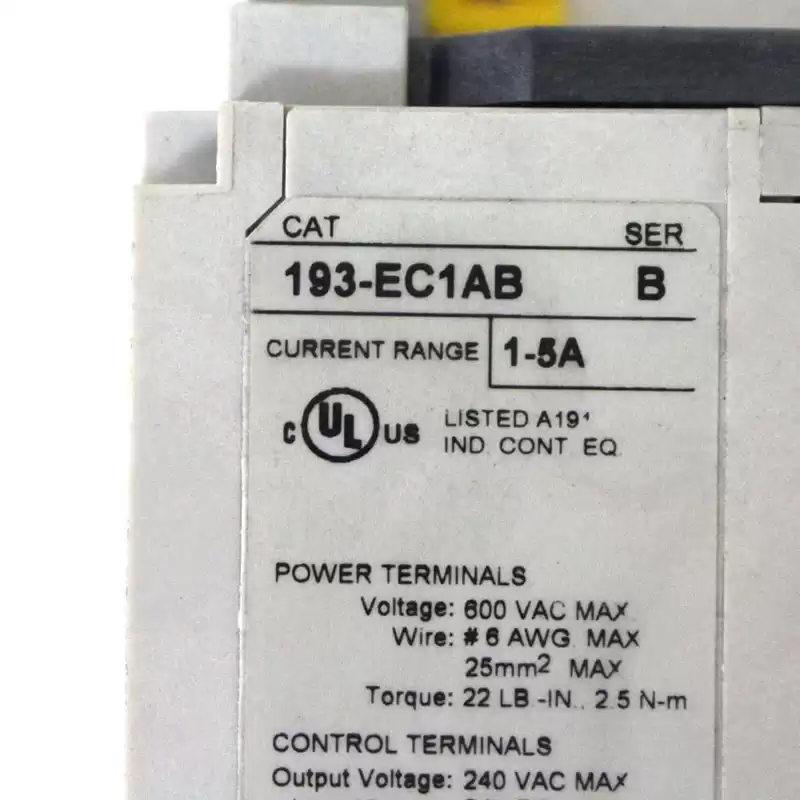 CAT SER
193-EC1AB B
CURRENT RANGE 1-5A
C UL US LISTED
IND. CONT. EQ.
POWER TERMINALS
Voltage: 600 VAC MAX
Wire: #6 AWG. MAX
25mm² MAX
Torque: 22 LB.-IN., 2.5 N-m
CONTROL TERMINALS
Output Voltage: 240 VAC MAX